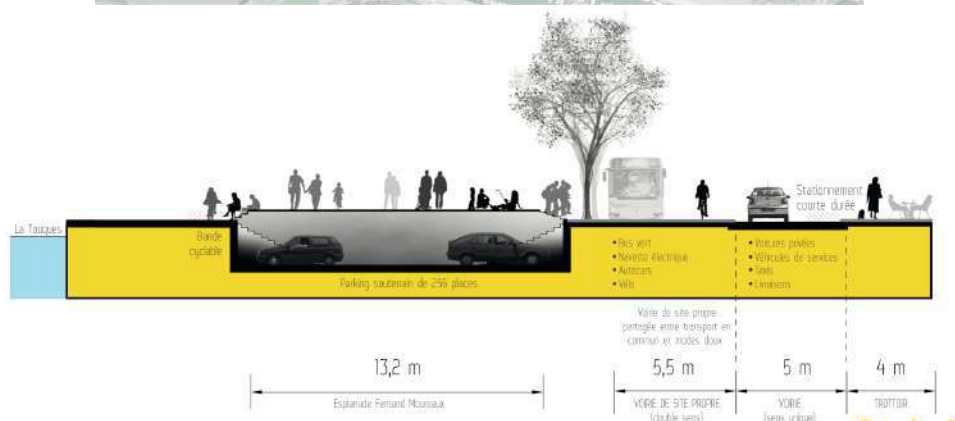 Stationnement
courte durée
La Touques
Bande
cyclable
Parking souterrain de 256 places
• Bus vert
• Navette électrique
• Autocars
• Vélo
• Voitures privées
• Véhicules de services
• Taxis
• Livraisons
Voirie de site propre
partagée entre transport en
commun et modes doux
13,2 m
5,5 m
5 m
4 m
Esplanade Fernand Moureaux
VOIRIE DE SITE PROPRE
(double sens)
VOIRIE
(sens unique)
TROTTOIR